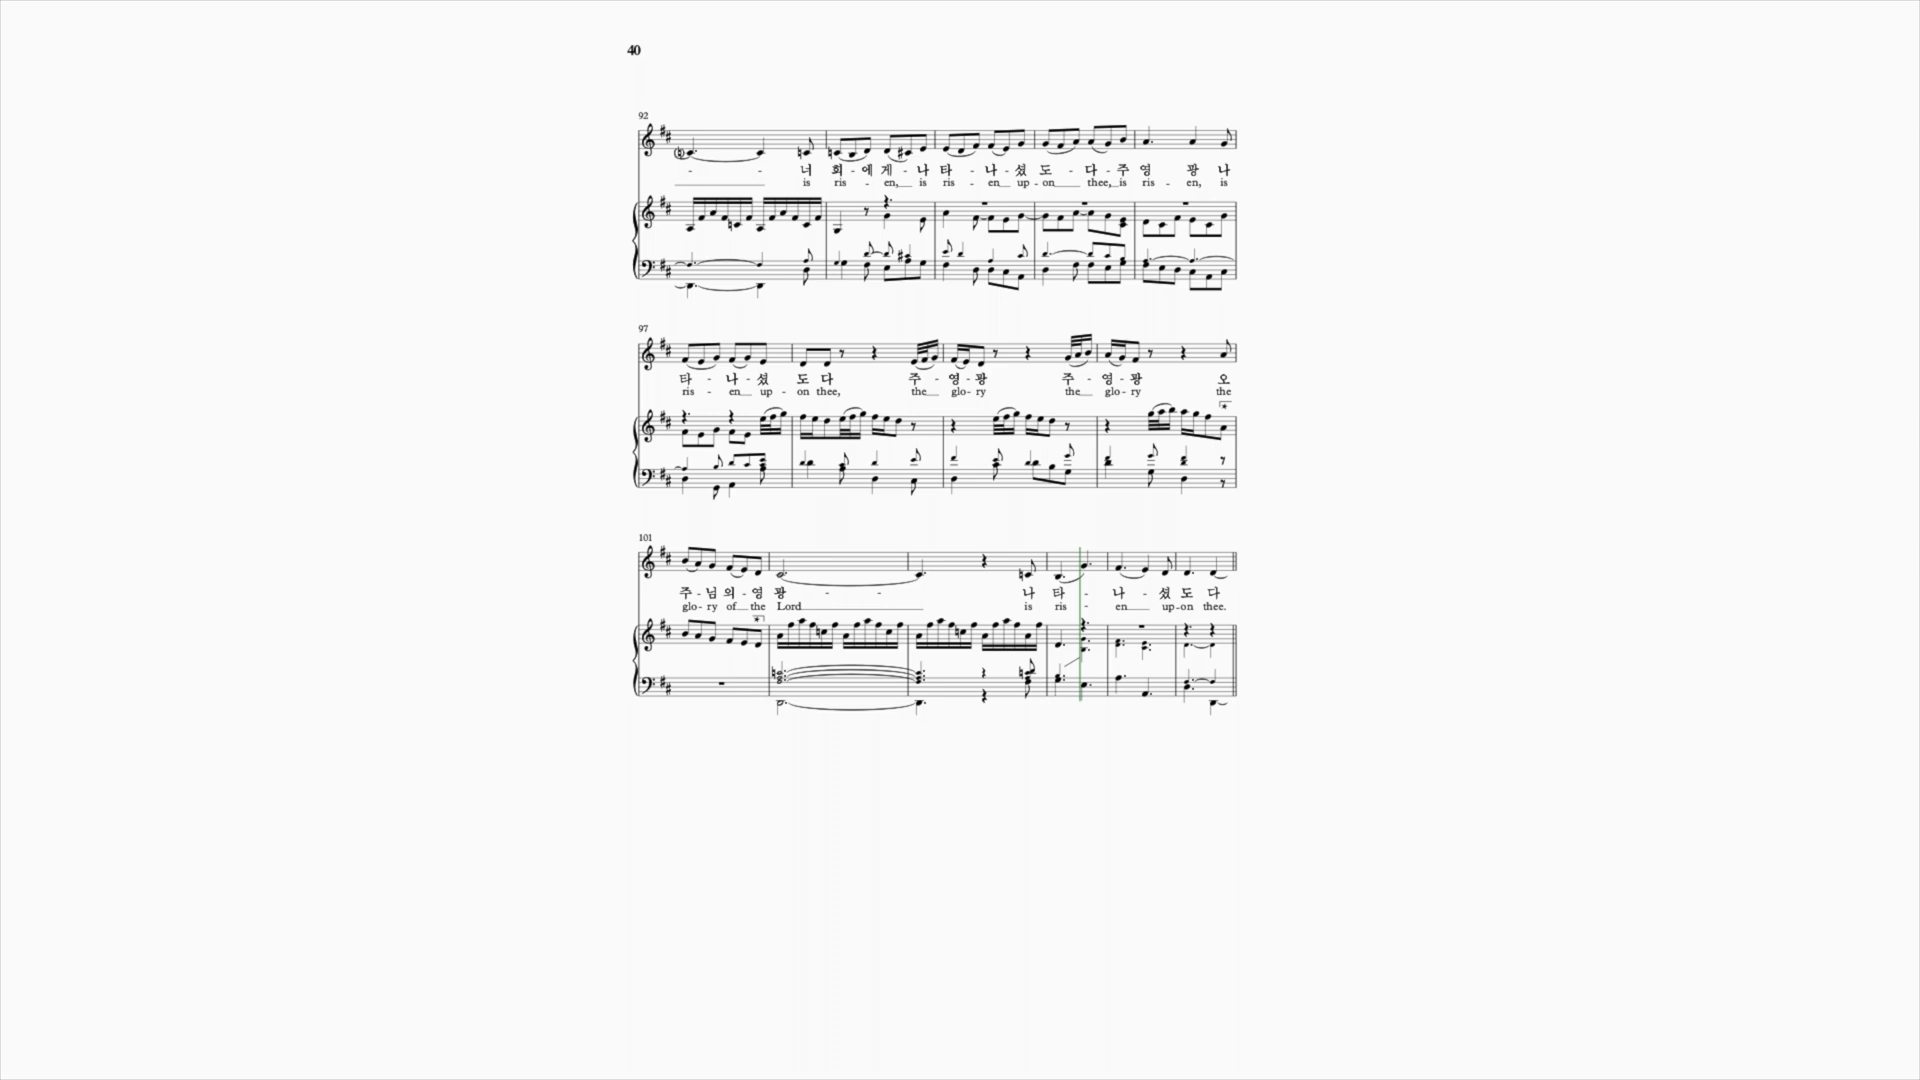 40
92
- - 너 희 - 에 게 - 나 타 - 나 - 셨 도 - 다 - 주 영 광 나
is ris - en, is ris - en up - on thee, is ris - en, is
97
타 - 나 - 셨 도 다 주 - 영 - 광 주 - 영 - 광 오
ris - en up - on thee, the glo - ry the glo - ry the
101
주 - 님 의 - 영 광 - - 나 타 - 나 - 셨 도 다
glo - ry of the Lord is ris - en up - on thee.